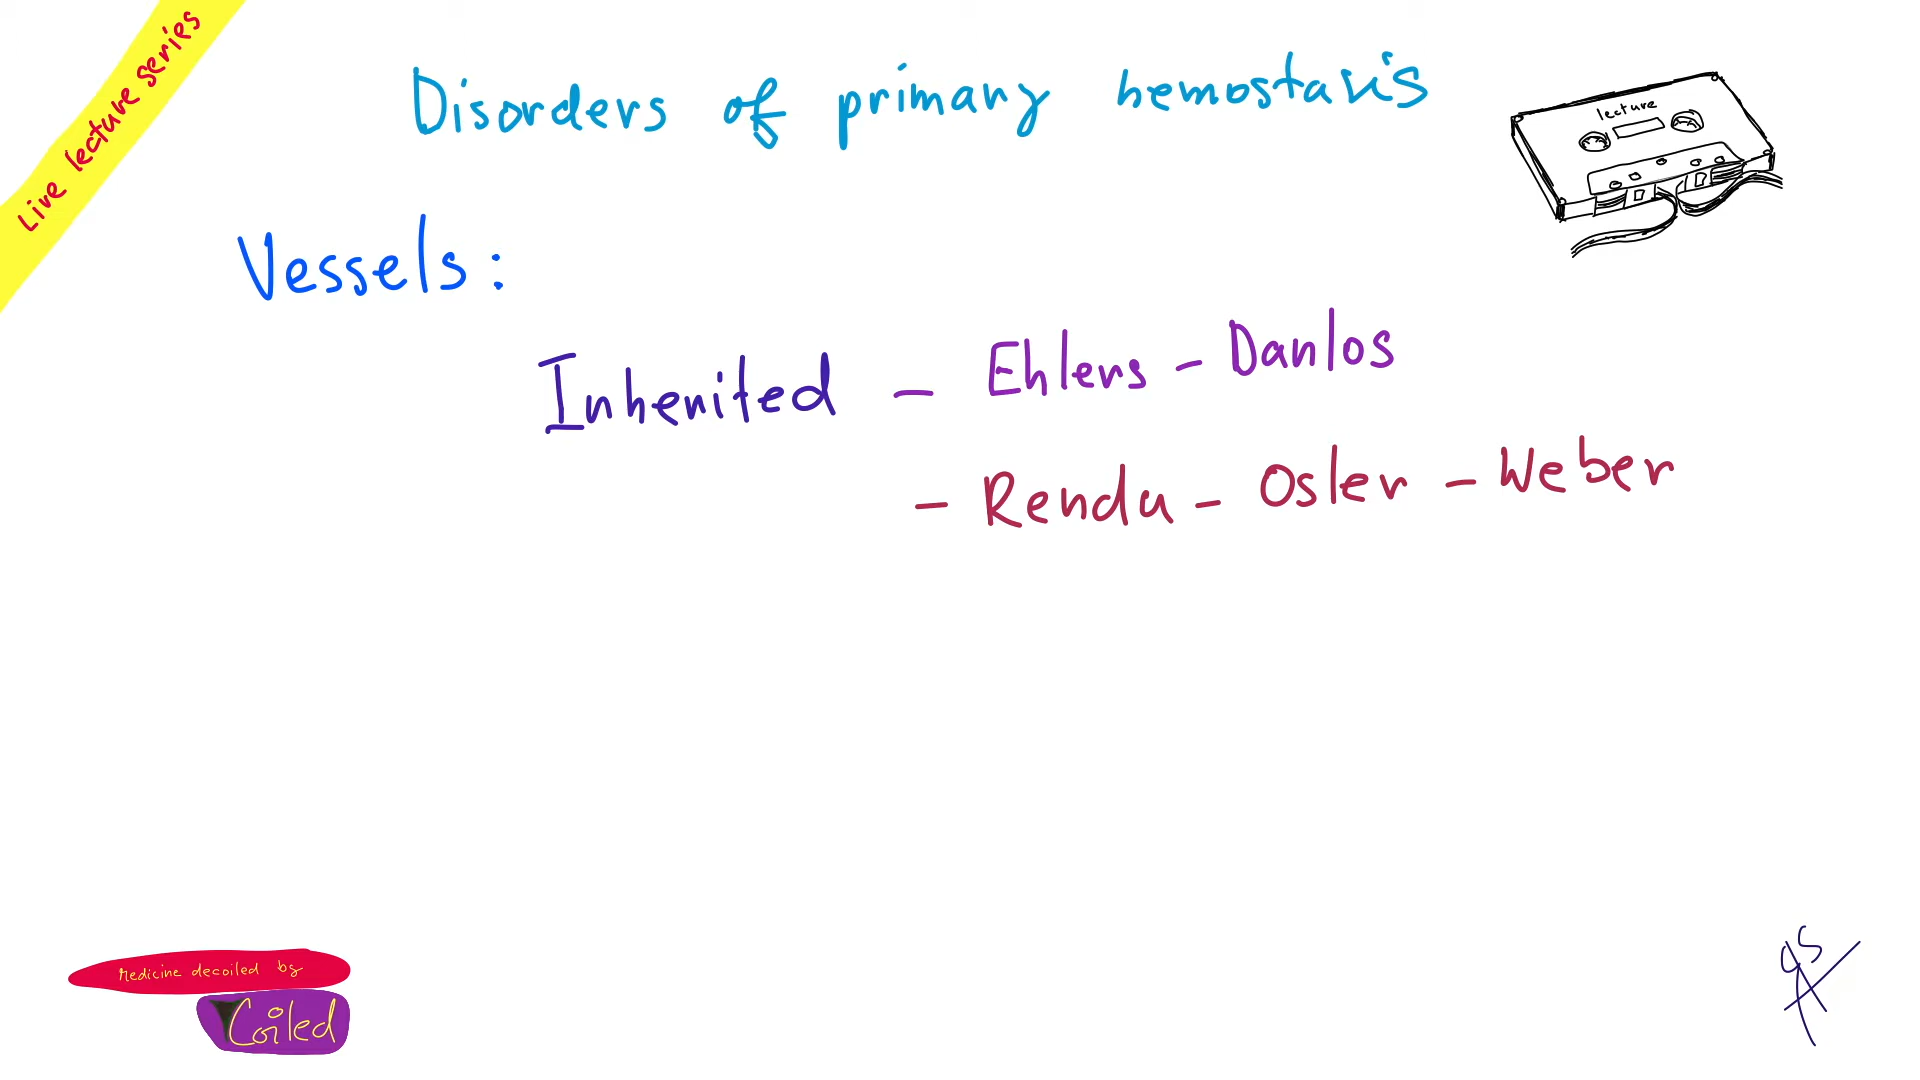 Live lecture series
Disorders of primary hemostasis
lecture
Vessels:
Inherited - Ehlers - Danlos
- Rendu - Osler - Weber
Medicine decoiled by
Coiled